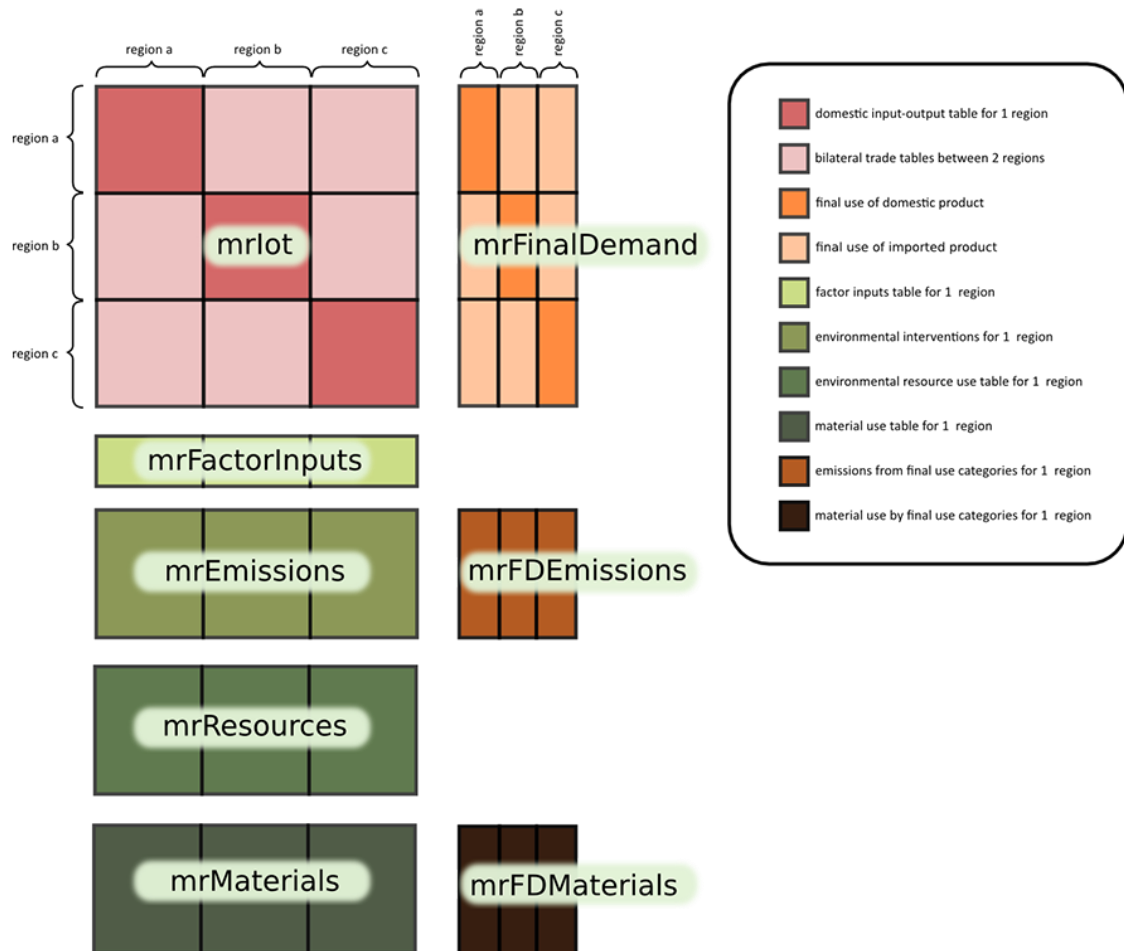 region a
region b
region c
region a
region b
region c
region a
region b
region c
mrIot
mrFinalDemand
mrFactorInputs
mrEmissions
mrFDEmissions
mrResources
mrMaterials
mrFDMaterials
domestic input-output table for 1 region
bilateral trade tables between 2 regions
final use of domestic product
final use of imported product
factor inputs table for 1 region
environmental interventions for 1 region
environmental resource use table for 1 region
material use table for 1 region
emissions from final use categories for 1 region
material use by final use categories for 1 region